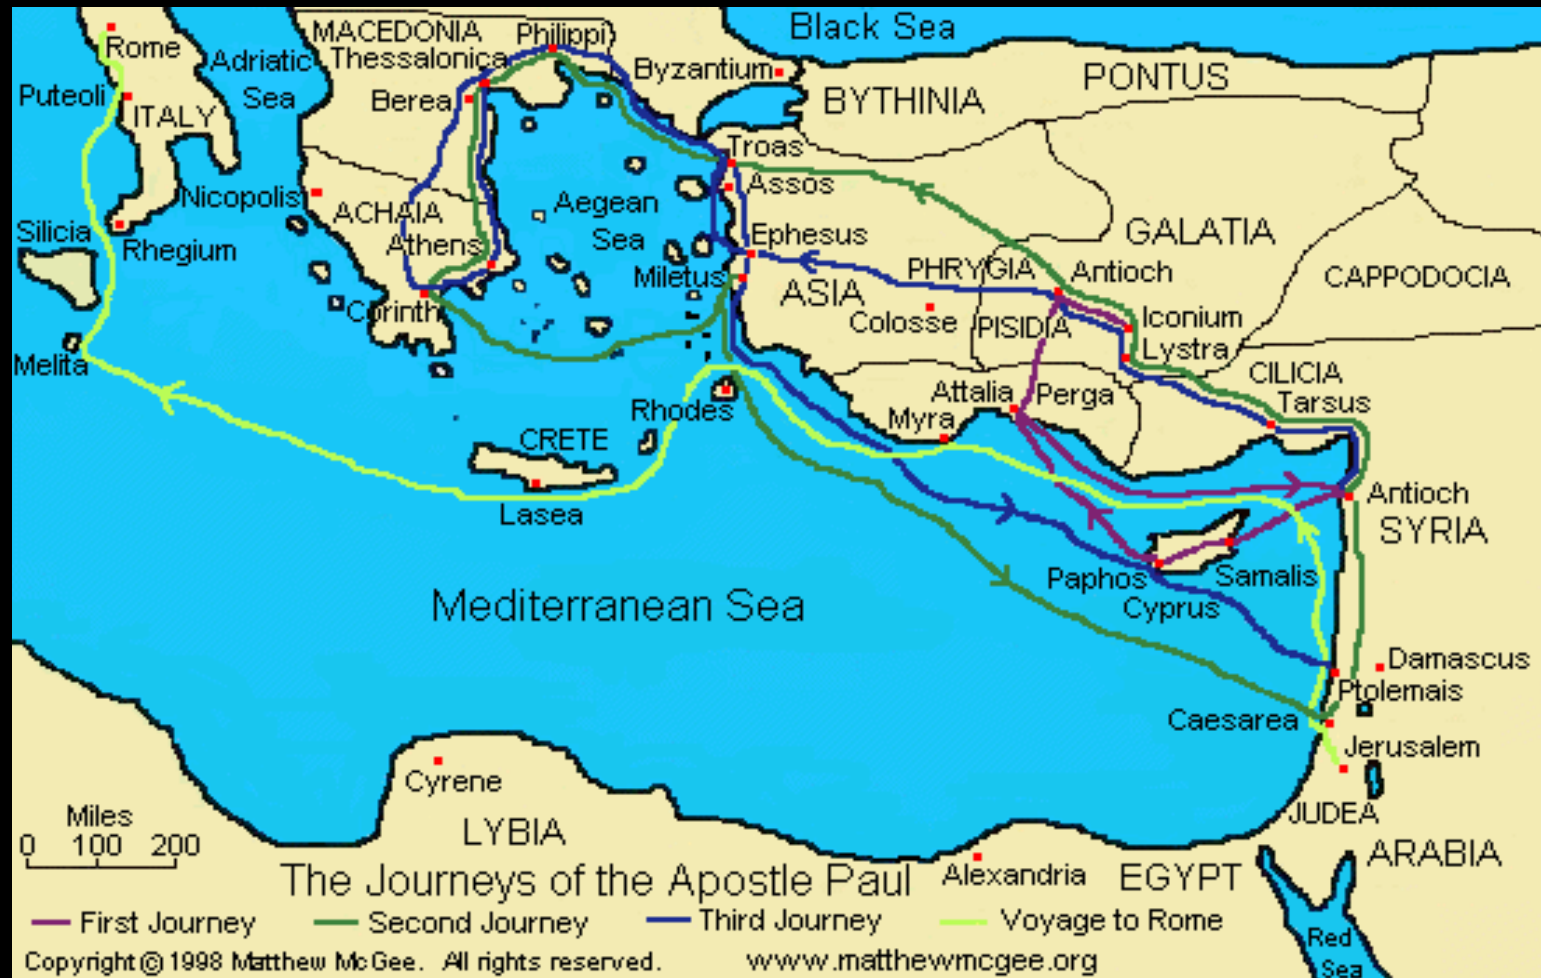 Black Sea
MACEDONIA
Philippi
Rome
Thessalonica
Adriatic
Sea
Byzantium
PONTUS
Puteoli
Berea
BYTHINIA
ITALY
Troas
Assos
Nicopolis
ACHAIA
Aegean
Sea
Silicia
Rhegium
Athens
Ephesus
GALATIA
Miletus
PHRYGIA
Antioch
CAPPODOCIA
ASIA
Corinth
Colosse
PISIDIA
Iconium
Lystra
Melita
CILICIA
Attalia
Perga
Tarsus
Rhodes
Myra
CRETE
Lasea
Antioch
SYRIA
Paphos
Samalis
Cyprus
Mediterranean Sea
Damascus
Ptolemais
Caesarea
Jerusalem
Cyrene
JUDEA
Miles
0 100 200
LYBIA
ARABIA
The Journeys of the Apostle Paul
Alexandria
EGYPT
First Journey
Second Journey
Third Journey
Voyage to Rome
Red
Sea
Copyright © 1998 Matthew McGee. All rights reserved.
www.matthewmcgee.org